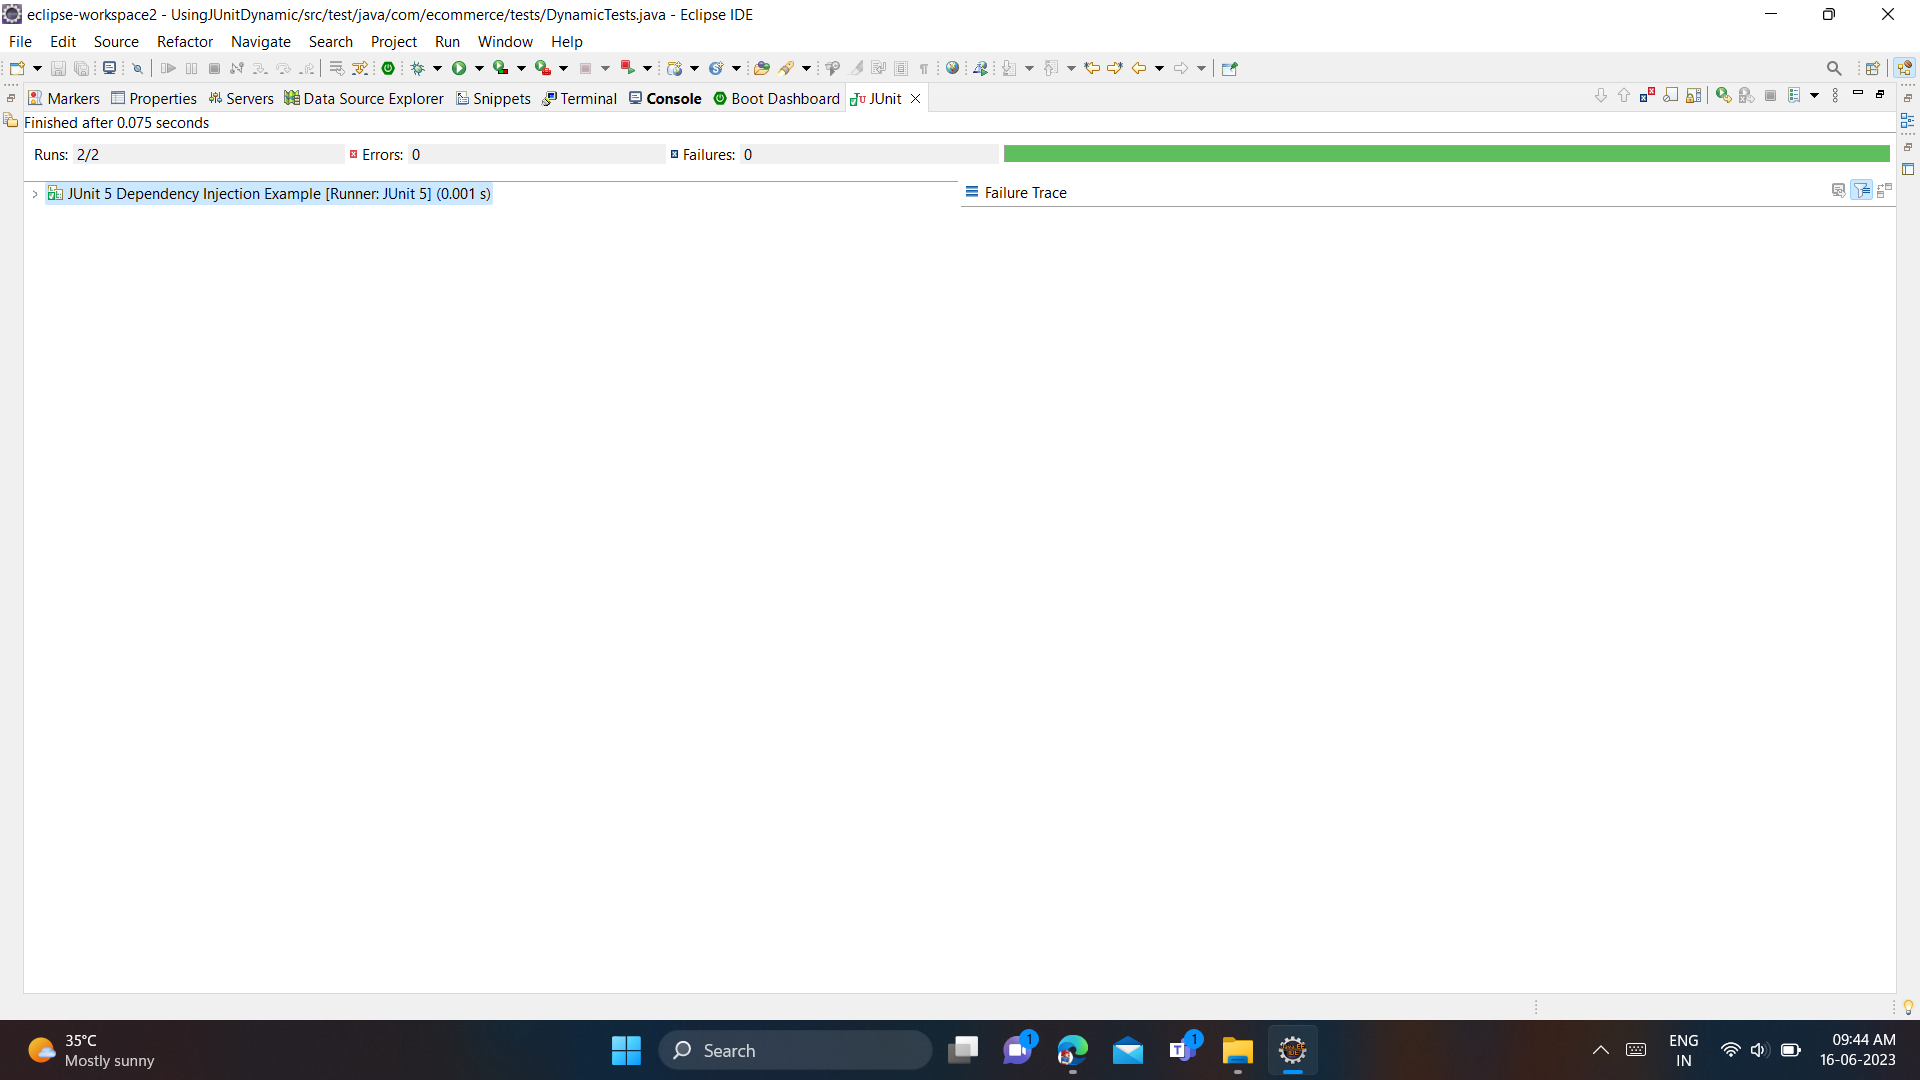 eclipse-workspace2 - UsingJUnitDynamic/src/test/java/com/ecommerce/tests/DynamicTests.java - Eclipse IDE
File Edit Source Refactor Navigate Search Project Run Window Help
Markers Properties Servers Data Source Explorer Snippets Terminal Console Boot Dashboard JUnit
Finished after 0.075 seconds
Runs: 2/2 Errors: 0 Failures: 0
JUnit 5 Dependency Injection Example [Runner: JUnit 5] (0.001 s)
Failure Trace
35°C
Mostly sunny
Search
1
1
ENG
IN
09:44 AM
16-06-2023